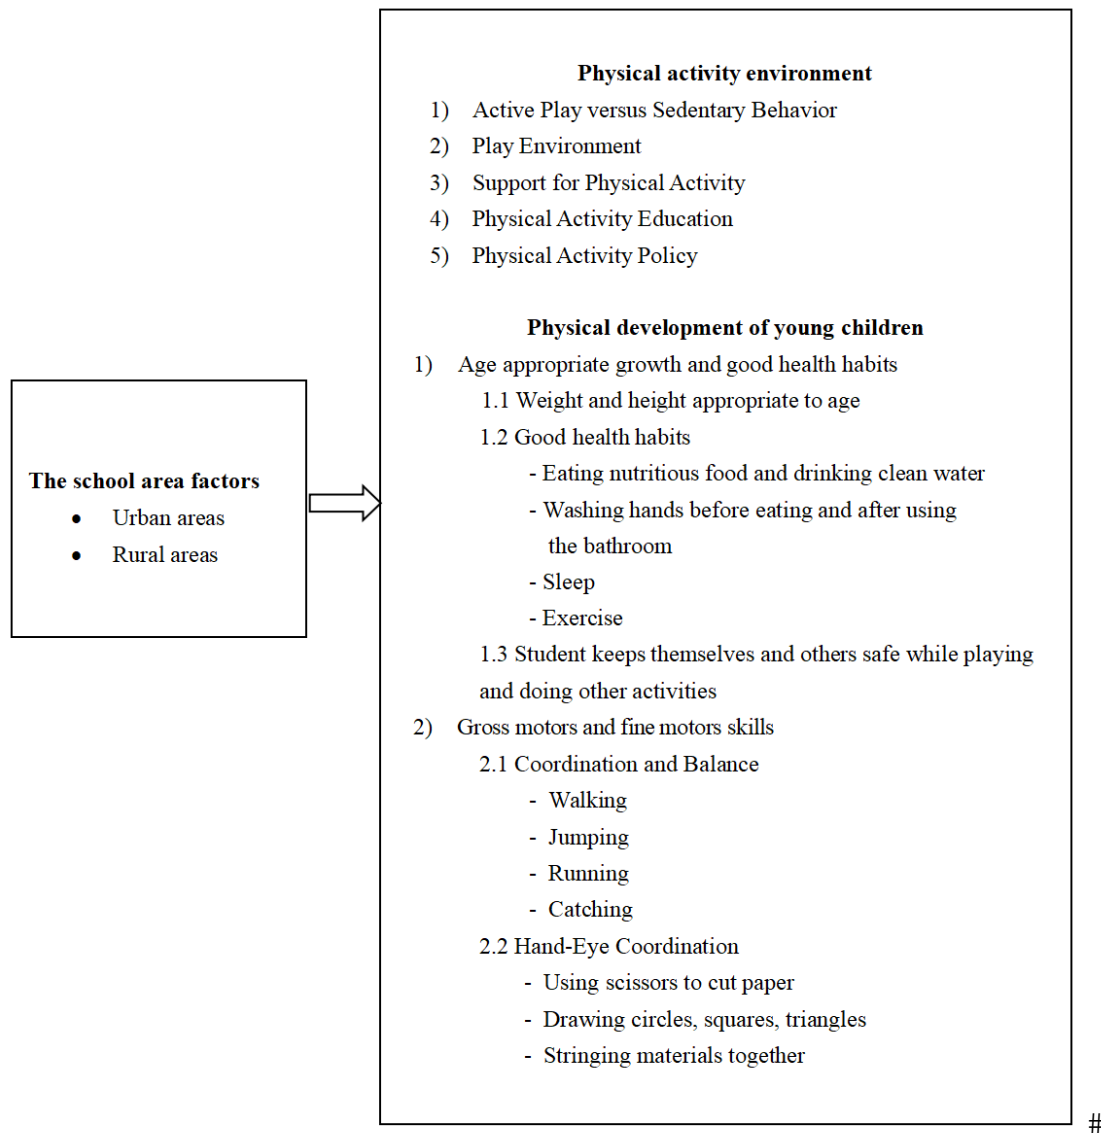 Physical activity environment
1) Active Play versus Sedentary Behavior
2) Play Environment
3) Support for Physical Activity
4) Physical Activity Education
5) Physical Activity Policy
Physical development of young children
1) Age appropriate growth and good health habits
1.1 Weight and height appropriate to age
1.2 Good health habits
- Eating nutritious food and drinking clean water
- Washing hands before eating and after using
the bathroom
- Sleep
- Exercise
1.3 Student keeps themselves and others safe while playing
and doing other activities
2) Gross motors and fine motors skills
2.1 Coordination and Balance
- Walking
- Jumping
- Running
- Catching
2.2 Hand-Eye Coordination
- Using scissors to cut paper
- Drawing circles, squares, triangles
- Stringing materials together
The school area factors
• Urban areas
• Rural areas
#